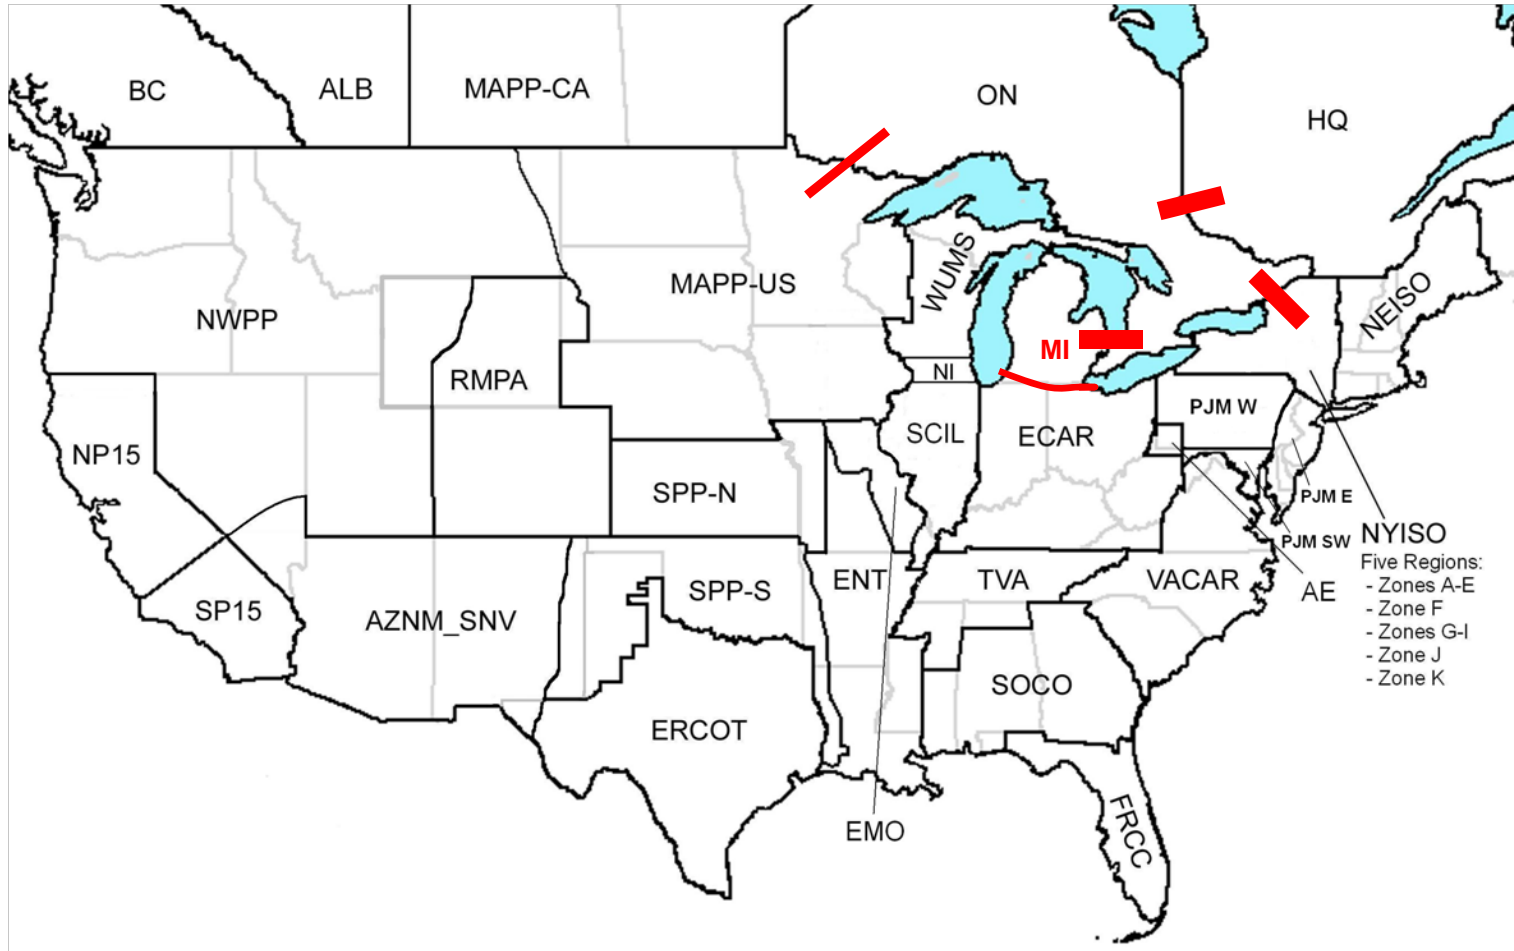 BC
ALB
MAPP-CA
ON
HQ
WUMS
MAPP-US
NEISO
NWPP
MI
NI
RMPA
PJM W
SCIL
ECAR
NP15
SPP-N
PJM E
PJM SW
NYISO
Five Regions:
- Zones A-E
- Zone F
- Zones G-I
- Zone J
- Zone K
ENT
TVA
VACAR
AE
SPP-S
SP15
AZNM_SNV
SOCO
ERCOT
EMO
FRCC